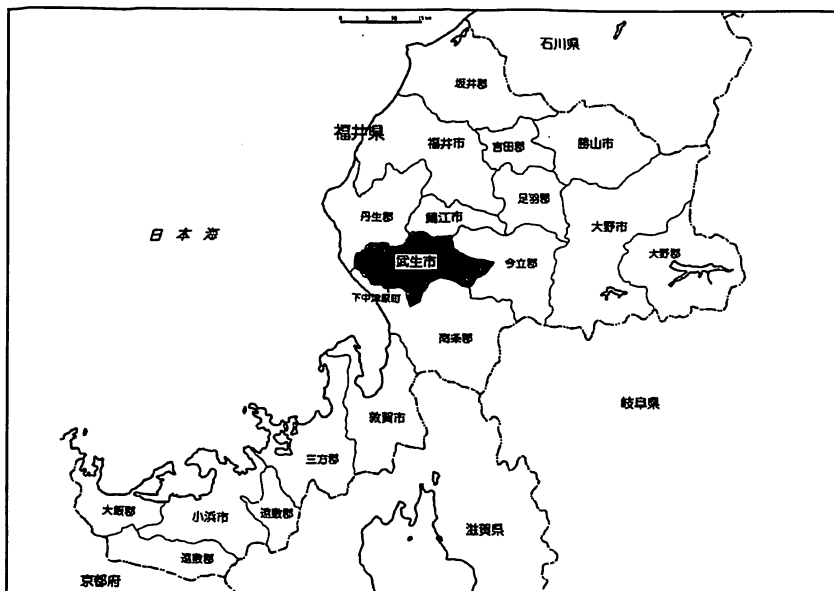 石川県
坂井郡
福井県
福井市
吉田郡
勝山市
足羽郡
丹生郡
鯖江市
大野市
日本海
武生市
今立郡
大野郡
南条郡
岐阜県
敦賀市
三方郡
大飯郡
小浜市
遠敷郡
滋賀県
遠敷郡
京都府